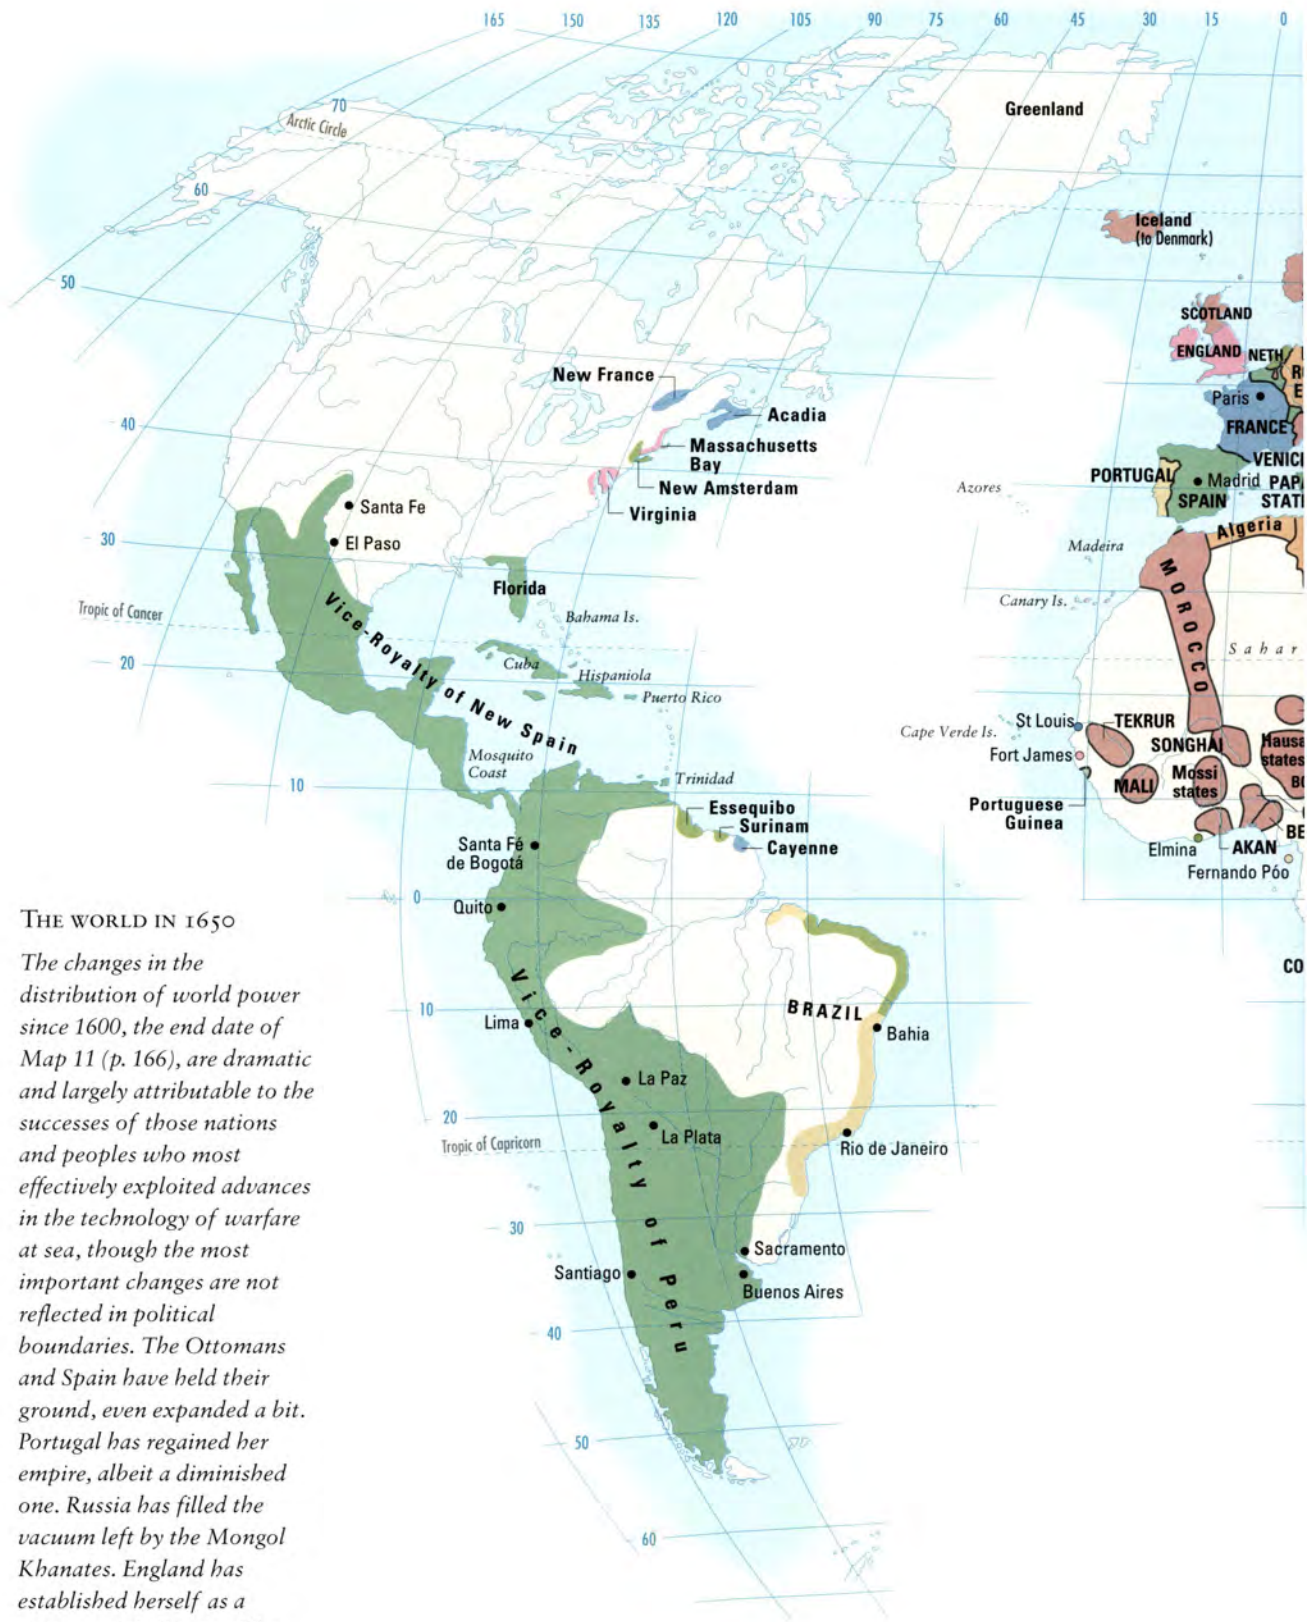 165 150 135 120 105 90 75 60 45 30 15 0
70
Arctic Circle
Greenland
60
Iceland
(to Denmark)
50
SCOTLAND
ENGLAND NETH
New France
Paris
Acadia
FRANCE
40
Massachusetts
Bay
New Amsterdam
Virginia
VENICI
PORTUGAL
Madrid
PAP
SPAIN
STATI
Azores
Santa Fe
El Paso
30
Algeria
Madeira
MOROCCO
Florida
Canary Is.
Tropic of Cancer
Bahama Is.
Vice-Royalty of New Spain
Sahar
20
Cuba
Hispaniola
Puerto Rico
Cape Verde Is.
St Louis
TEKRUR
SONGHAI
Hausa
states
Fort James
Mosquito
Coast
Trinidad
MALI
Mossi
states
10
Portuguese
Guinea
Essequibo
Surinam
Cayenne
BE
Santa Fé
de Bogotá
Elmina
AKAN
Fernando Póo
0
Quito
CO
Vice-Royalty of Peru
10
Lima
BRAZIL
Bahia
La Paz
20
La Plata
Tropic of Capricorn
Rio de Janeiro
30
Sacramento
Santiago
Buenos Aires
40
50
60
THE WORLD IN 1650
The changes in the
distribution of world power
since 1600, the end date of
Map 11 (p. 166), are dramatic
and largely attributable to the
successes of those nations
and peoples who most
effectively exploited advances
in the technology of warfare
at sea, though the most
important changes are not
reflected in political
boundaries. The Ottomans
and Spain have held their
ground, even expanded a bit.
Portugal has regained her
empire, albeit a diminished
one. Russia has filled the
vacuum left by the Mongol
Khanates. England has
established herself as a